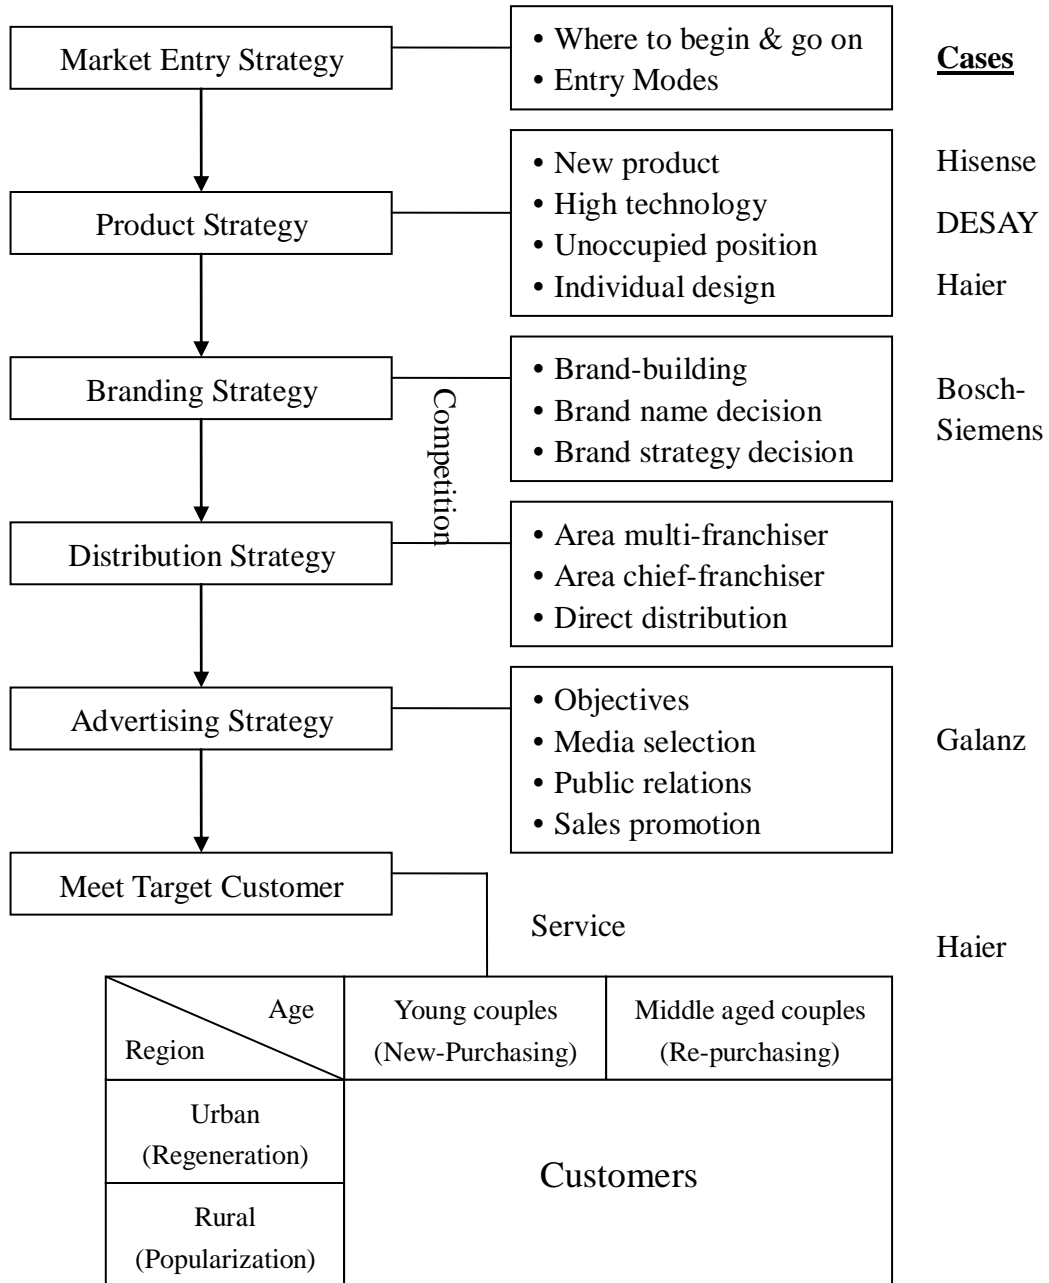 Market Entry Strategy
• Where to begin & go on
• Entry Modes
Cases
Product Strategy
• New product
• High technology
• Unoccupied position
• Individual design
Hisense
DESAY
Haier
Branding Strategy
• Brand-building
• Brand name decision
• Brand strategy decision
Bosch-
Siemens
Competition
Distribution Strategy
• Area multi-franchiser
• Area chief-franchiser
• Direct distribution
Advertising Strategy
• Objectives
• Media selection
• Public relations
• Sales promotion
Galanz
Meet Target Customer
Service
Haier
Age
Region
Young couples
(New-Purchasing)
Middle aged couples
(Re-purchasing)
Urban
(Regeneration)
Rural
(Popularization)
Customers